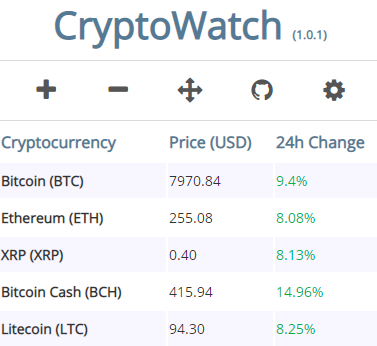 CryptoWatch (1.0.1)
Cryptocurrency Price (USD) 24h Change
Bitcoin (BTC) 7970.84 9.4%
Ethereum (ETH) 255.08 8.08%
XRP (XRP) 0.40 8.13%
Bitcoin Cash (BCH) 415.94 14.96%
Litecoin (LTC) 94.30 8.25%